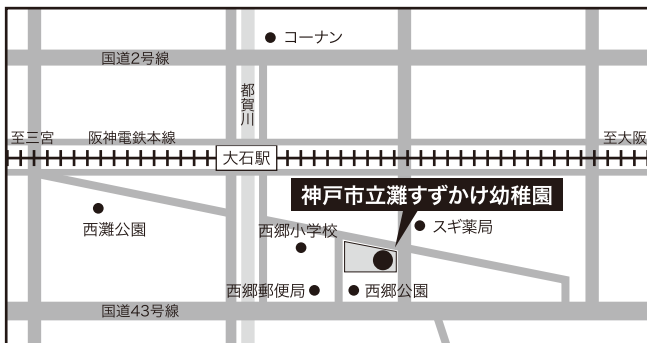 コーナン
国道2号線
都賀川
至三宮
阪神電鉄本線
至大阪
大石駅
神戸市立灘すずかけ幼稚園
西灘公園
西郷小学校
スギ薬局
西郷郵便局
西郷公園
国道43号線